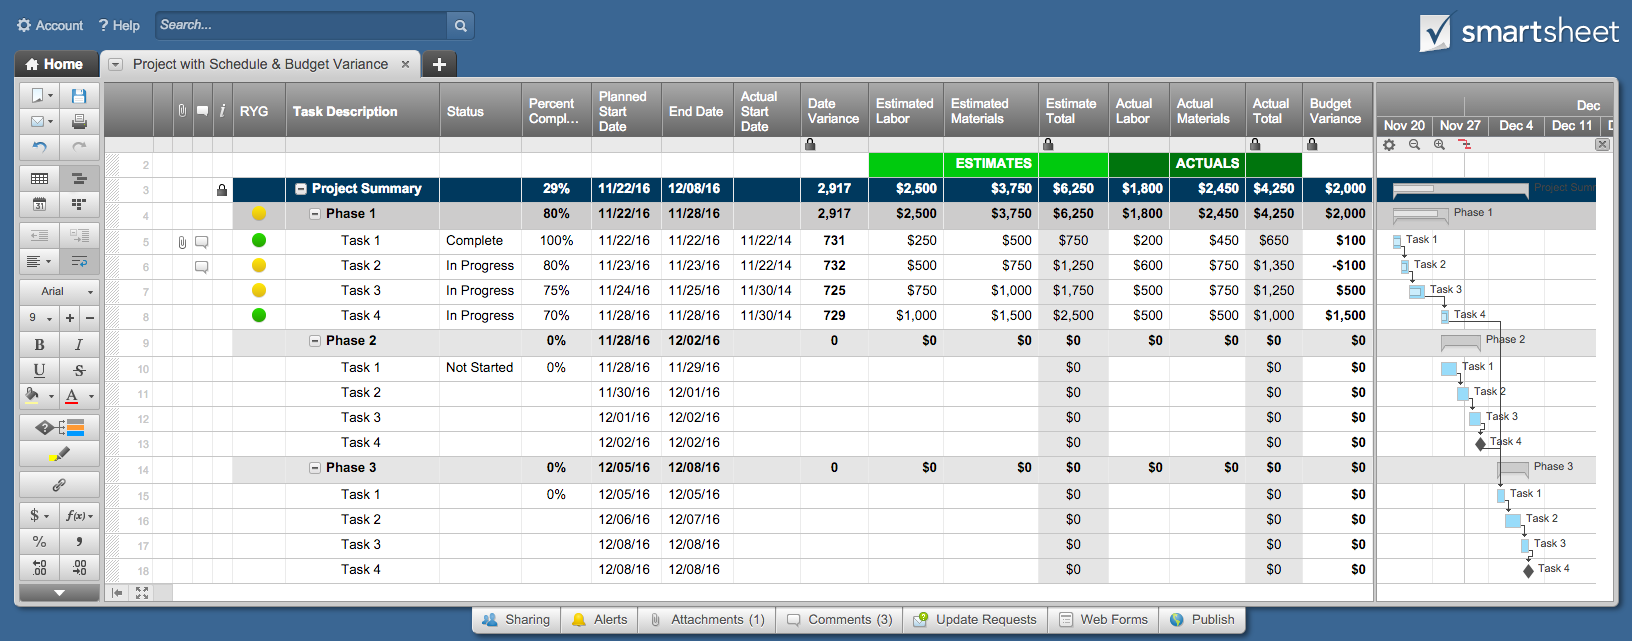 Account ? Help Search... smartsheet
Home Project with Schedule & Budget Variance × +
RYG Task Description Status Percent Compl... Planned Start Date End Date Actual Start Date Date Variance Estimated Labor Estimated Materials Estimate Total Actual Labor Actual Materials Actual Total Budget Variance Dec
Nov 20 Nov 27 Dec 4 Dec 11
2 ESTIMATES ACTUALS
3 Project Summary 29% 11/22/16 12/08/16 2,917 $2,500 $3,750 $6,250 $1,800 $2,450 $4,250 $2,000 Project Summ
4 Phase 1 80% 11/22/16 11/28/16 2,917 $2,500 $3,750 $6,250 $1,800 $2,450 $4,250 $2,000 Phase 1
5 Task 1 Complete 100% 11/22/16 11/22/16 11/22/14 731 $250 $500 $750 $200 $450 $650 $100 Task 1
6 Task 2 In Progress 80% 11/23/16 11/23/16 11/22/14 732 $500 $750 $1,250 $600 $750 $1,350 -$100 Task 2
7 Task 3 In Progress 75% 11/24/16 11/25/16 11/30/14 725 $750 $1,000 $1,750 $500 $750 $1,250 $500 Task 3
8 Task 4 In Progress 70% 11/28/16 11/28/16 11/30/14 729 $1,000 $1,500 $2,500 $500 $500 $1,000 $1,500 Task 4
9 Phase 2 0% 11/28/16 12/02/16 0 $0 $0 $0 $0 $0 $0 $0 Phase 2
10 Task 1 Not Started 0% 11/28/16 11/29/16 $0 $0 $0 Task 1
11 Task 2 11/30/16 12/01/16 $0 $0 $0 Task 2
12 Task 3 12/01/16 12/02/16 $0 $0 $0 Task 3
13 Task 4 12/02/16 12/02/16 $0 $0 $0 Task 4
14 Phase 3 0% 12/05/16 12/08/16 0 $0 $0 $0 $0 $0 $0 $0 Phase 3
15 Task 1 0% 12/05/16 12/05/16 $0 $0 $0 Task 1
16 Task 2 12/06/16 12/07/16 $0 $0 $0 Task 2
17 Task 3 12/08/16 12/08/16 $0 $0 $0 Task 3
18 Task 4 12/08/16 12/08/16 $0 $0 $0 Task 4
31
Arial
9 + −
B I
U S
A
$ f(x)
% ,
.00 .00
Sharing Alerts Attachments (1) Comments (3) Update Requests Web Forms Publish